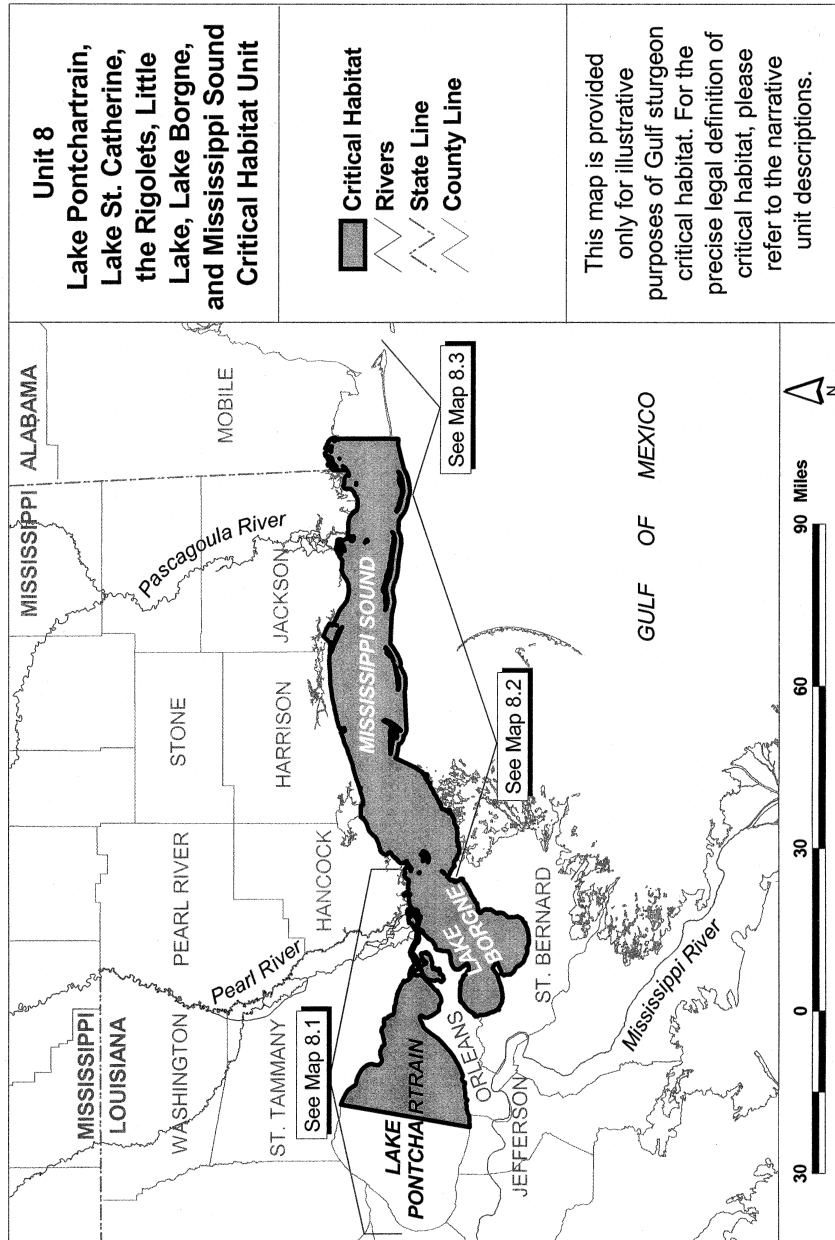 Unit 8
Lake Pontchartrain,
Lake St. Catherine,
the Rigolets, Little
Lake, Lake Borgne,
and Mississippi Sound
Critical Habitat Unit
Critical Habitat
Rivers
State Line
County Line
This map is provided
only for illustrative
purposes of Gulf sturgeon
critical habitat. For the
precise legal definition of
critical habitat, please
refer to the narrative
unit descriptions.
MISSISSIPPI
LOUISIANA
MISSISSIPPI
ALABAMA
WASHINGTON
PEARL RIVER
STONE
Pascagoula River
MOBILE
Pearl River
ST. TAMMANY
HANCOCK
HARRISON
JACKSON
See Map 8.1
MISSISSIPPI SOUND
LAKE
PONTCHARTRAIN
LAKE
BORGNE
ORLEANS
JEFFERSON
ST. BERNARD
See Map 8.2
See Map 8.3
Mississippi River
GULF OF MEXICO
30
0
30
60
90 Miles
N